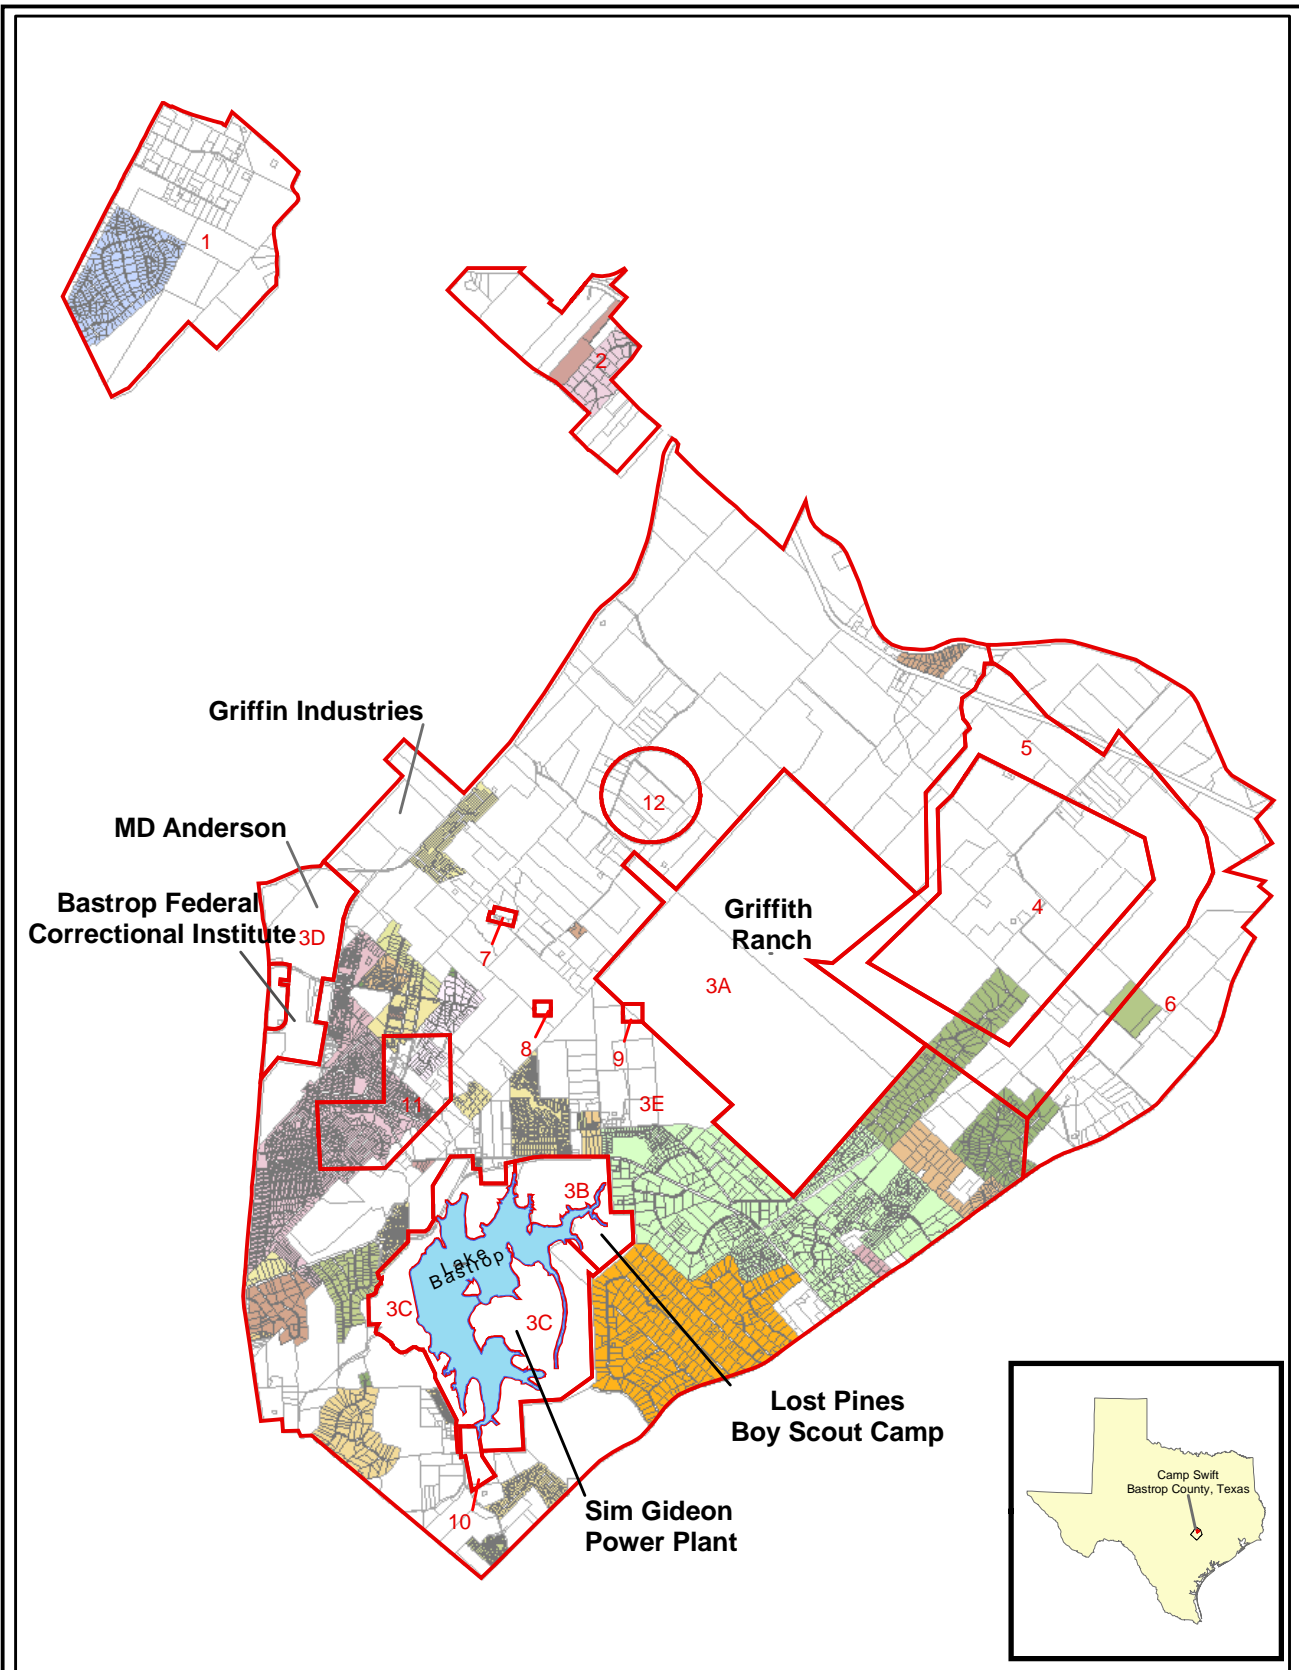 1
2
Griffin Industries
5
12
MD Anderson
Bastrop Federal
Correctional Institute
3D
Griffith
Ranch
4
7
3A
6
8
9
11
3E
3B
Lake
Bastrop
3C
3C
Lost Pines
Boy Scout Camp
Camp Swift
Bastrop County, Texas
Sim Gideon
Power Plant
10